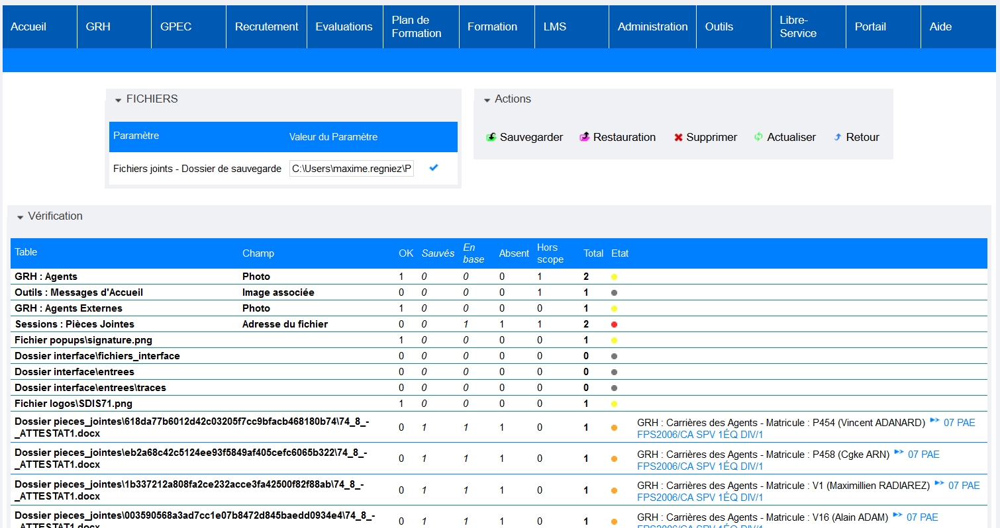 Accueil GRH GPEC Recrutement Evaluations Plan de Formation Formation LMS Administration Outils Libre-Service Portail Aide
FICHIERS
Paramètre Valeur du Paramètre
Fichiers joints - Dossier de sauvegarde C:\Users\maxime.regniez\P
Actions
Sauvegarder Restauration Supprimer Actualiser Retour
Vérification
Table Champ OK Sauvés En base Absent Hors scope Total Etat
GRH : Agents Photo 1 0 0 0 1 2
Outils : Messages d'Accueil Image associée 0 0 0 0 1 1
GRH : Agents Externes Photo 1 0 0 0 0 1
Sessions : Pièces Jointes Adresse du fichier 0 0 1 1 1 2
Fichier popups\signature.png 1 0 0 0 0 1
Dossier interface\fichiers_interface 0 0 0 0 0 0
Dossier interface\entrees 0 0 0 0 0 0
Dossier interface\entrees\traces 0 0 0 0 0 0
Fichier logos\SDIS71.png 1 0 0 0 0 1
Dossier pieces_jointes\618da77b6012d42c03205f7cc9bfacb468180b74\74_8_-
_ATTESTAT1.docx 0 1 1 1 0 1 GRH : Carrières des Agents - Matricule : P454 (Vincent ADANARD) 07 PAE
FPS2006/CA SPV 1ÉQ DIV/1
Dossier pieces_jointes\eb2a68c42c5124ee93f5849af405cefc6065b322\74_8_-
_ATTESTAT1.docx 0 1 1 1 0 1 GRH : Carrières des Agents - Matricule : P458 (Cgke ARN) 07 PAE
FPS2006/CA SPV 1ÉQ DIV/1
Dossier pieces_jointes\1b337212a808fa2ce232acce3fa42500f82f88ab\74_8_-
_ATTESTAT1.docx 0 1 1 1 0 1 GRH : Carrières des Agents - Matricule : V1 (Maximillien RADIAREZ) 07 PAE
FPS2006/CA SPV 1ÉQ DIV/1
Dossier pieces_jointes\003590568a3ad7cc1e07b8472d845baedd0934e4\74_8_-
_ATTESTAT1.docx 0 1 1 1 0 1 GRH : Carrières des Agents - Matricule : V16 (Alain ADAM) 07 PAE
FPS2006/CA SPV 1ÉQ DIV/1